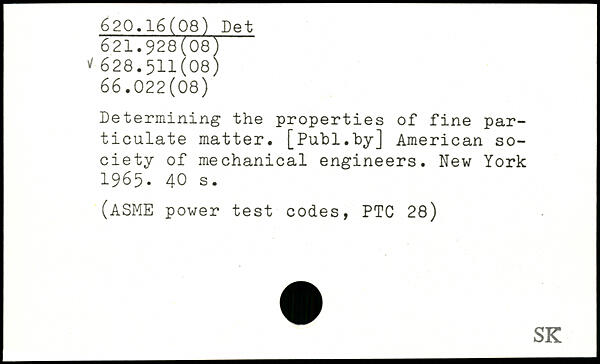 620.16(08) Det
621.928(08)
√ 628.511(08)
66.022(08)
Determining the properties of fine par-
ticulate matter. [Publ.by] American so-
ciety of mechanical engineers. New York
1965. 40 s.
(ASME power test codes, PTC 28)
SK